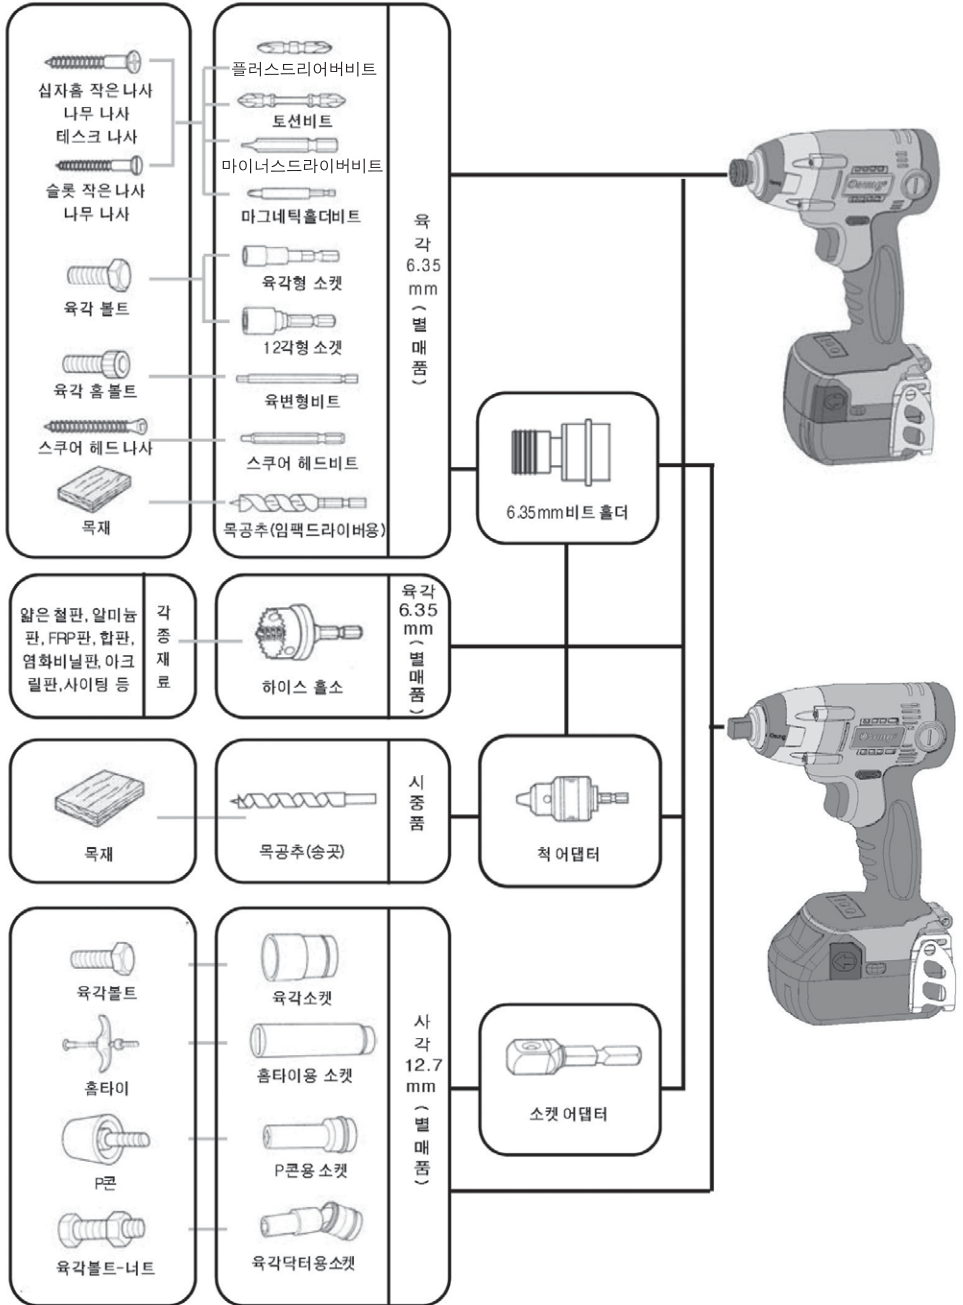 십자홈 작은나사
나무 나사
테스크 나사
슬롯 작은나사
나무 나사
육각 볼트
육각 홈볼트
스쿠어 헤드나사
목재
플러스드리어버비트
토션비트
마이너스드라이버비트
마그네틱홀더비트
육각형 소켓
12각형소겟
육변형비트
스쿠어 헤드비트
목공추(임팩드라이버용)
육각
6.35
mm
(별매품)
6.35mm비트 홀더
얇은철판, 알미늄
판, FRP판, 합판,
염화비닐판, 아크
릴판,사이팅 등
각종재료
하이스 홀소
육각
6.35
mm
(별매품)
목재
목공추(송곳)
시중품
척어댑터
육각볼트
홈타이
P콘
육각볼트-너트
육각소켓
홈타이용 소켓
P콘용소켓
육각닥터용소켓
사각
12.7
mm
(별매품)
소켓어댑터